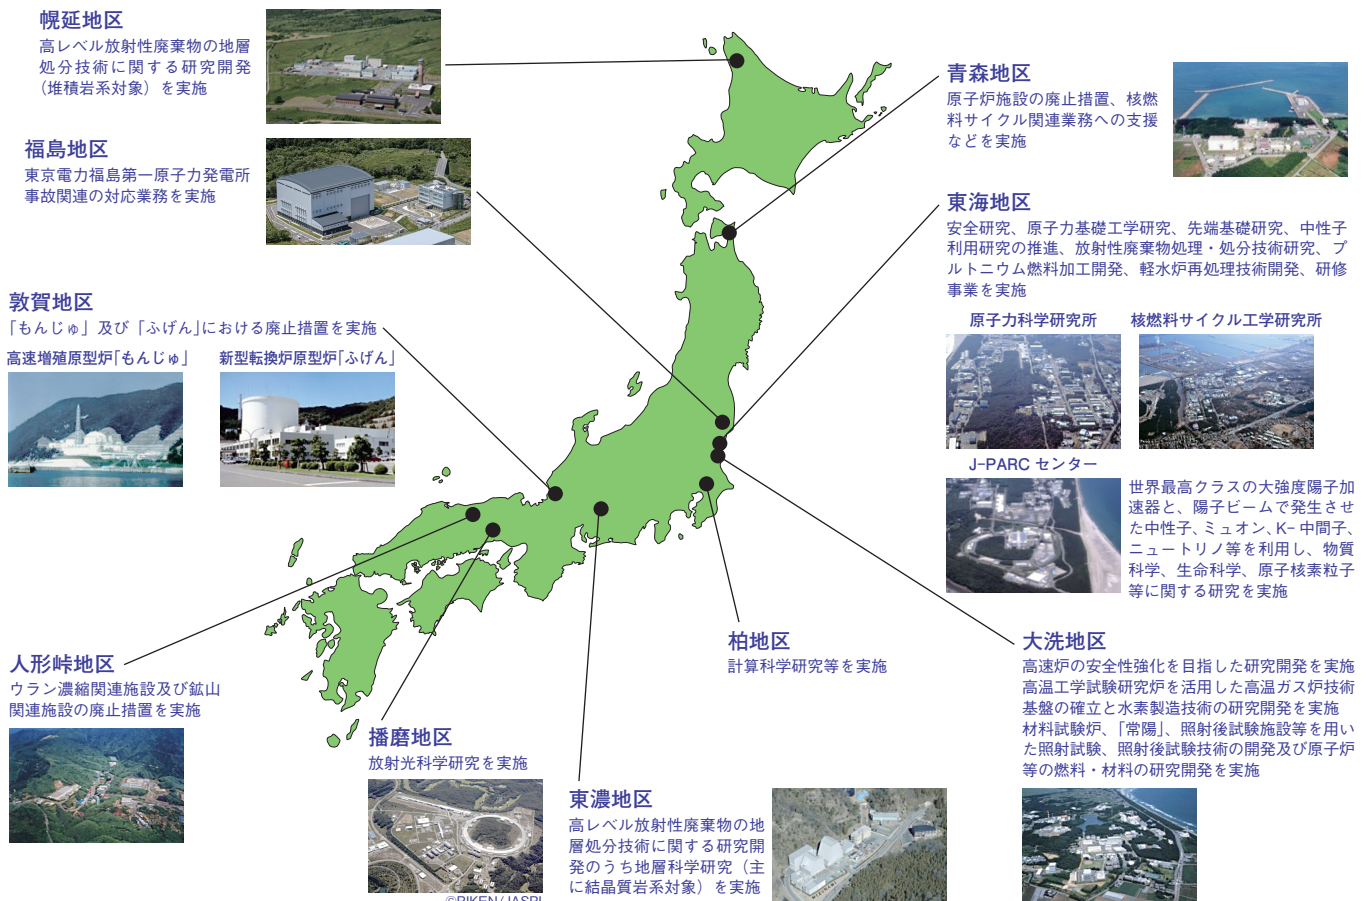 幌延地区
高レベル放射性廃棄物の地層
処分技術に関する研究開発
（堆積岩系対象）を実施
福島地区
東京電力福島第一原子力発電所
事故関連の対応業務を実施
敦賀地区
「もんじゅ」及び「ふげん」における廃止措置を実施
高速増殖原型炉「もんじゅ」
新型転換炉原型炉「ふげん」
青森地区
原子炉施設の廃止措置、核燃
料サイクル関連業務への支援
などを実施
東海地区
安全研究、原子力基礎工学研究、先端基礎研究、中性子
利用研究の推進、放射性廃棄物処理・処分技術研究、プ
ルトニウム燃料加工開発、軽水炉再処理技術開発、研修
事業を実施
原子力科学研究所
核燃料サイクル工学研究所
J-PARC センター
世界最高クラスの大強度陽子加
速器と、陽子ビームで発生させ
た中性子、ミュオン、K− 中間子、
ニュートリノ等を利用し、物質
科学、生命科学、原子核素粒子
等に関する研究を実施
人形峠地区
ウラン濃縮関連施設及び鉱山
関連施設の廃止措置を実施
播磨地区
放射光科学研究を実施
©RIKEN/JASRI
東濃地区
高レベル放射性廃棄物の地
層処分技術に関する研究開
発のうち地層科学研究（主
に結晶質岩系対象）を実施
柏地区
計算科学研究等を実施
大洗地区
高速炉の安全性強化を目指した研究開発を実施
高温工学試験研究炉を活用した高温ガス炉技術
基盤の確立と水素製造技術の研究開発を実施
材料試験炉、「常陽」、照射後試験施設等を用い
た照射試験、照射後試験技術の開発及び原子炉
等の燃料・材料の研究開発を実施